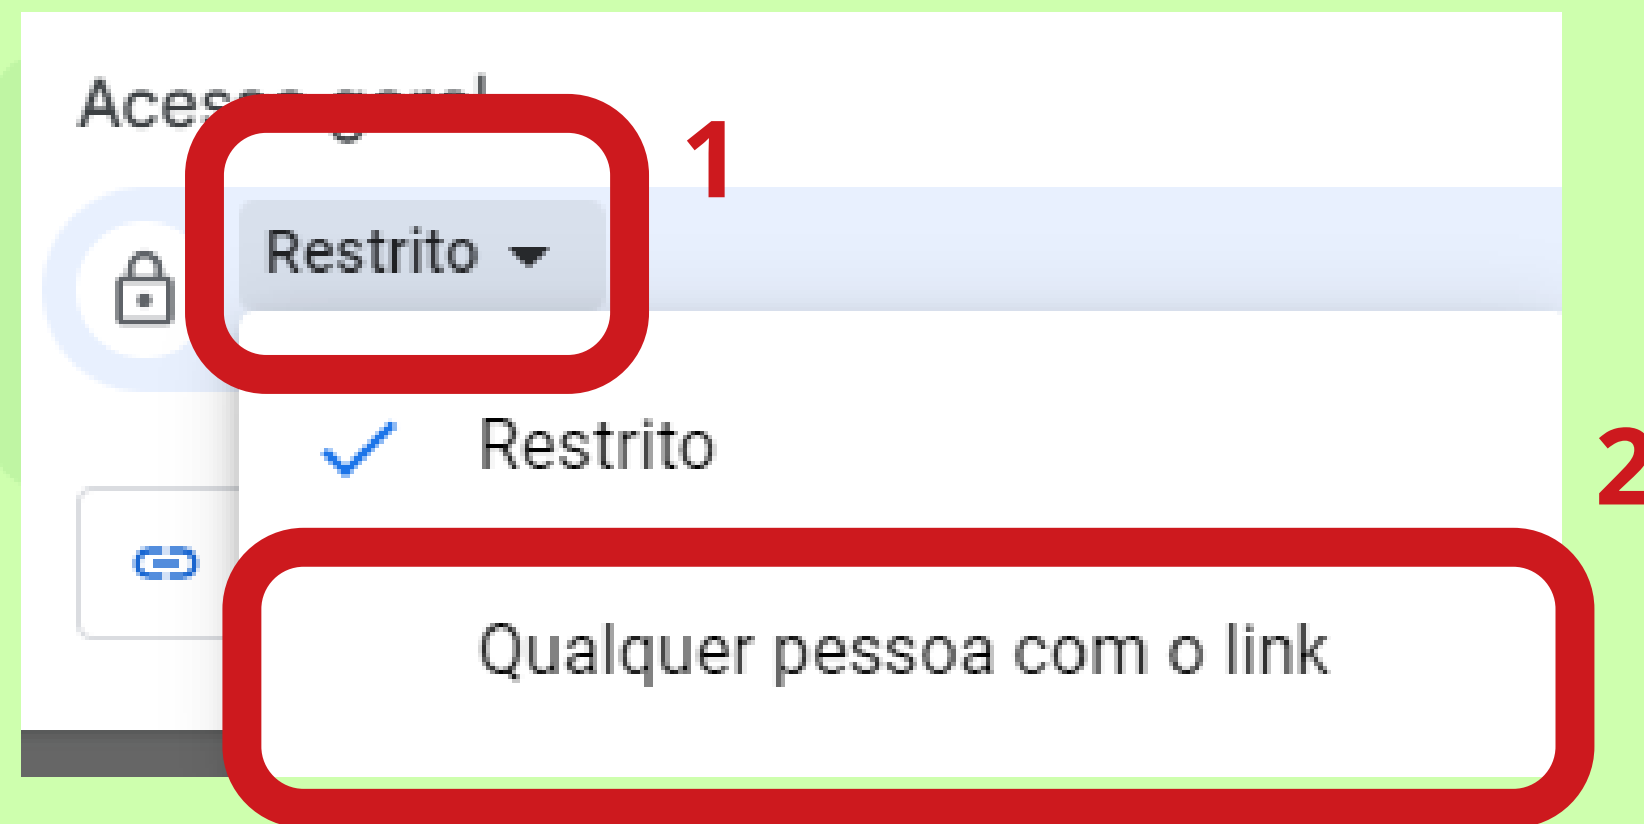 Acesso geral
1
Restrito
Restrito
2
Qualquer pessoa com o link